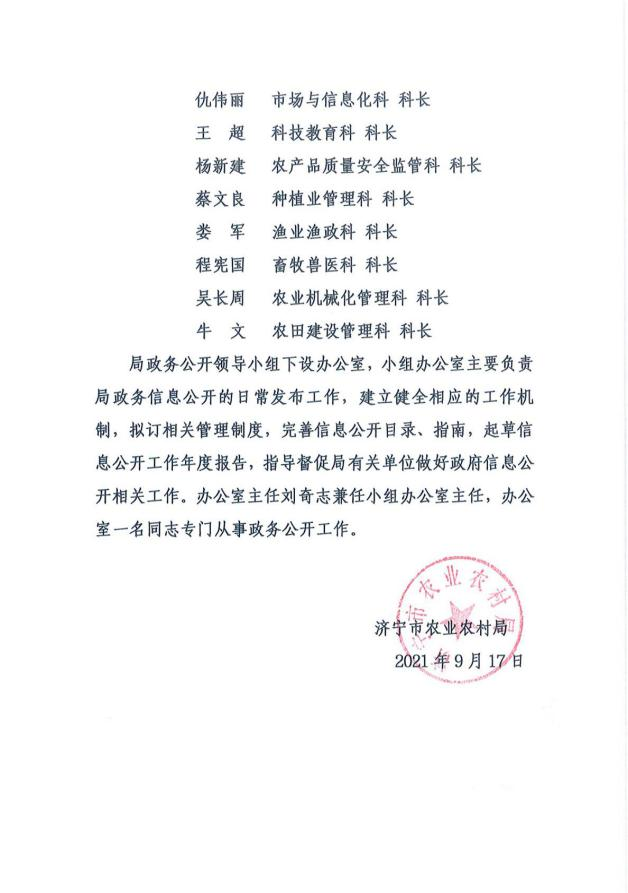 仇伟丽 市场与信息化科 科长
王 超 科技教育科 科长
杨新建 农产品质量安全监管科 科长
蔡文良 种植业管理科 科长
娄 军 渔业渔政科 科长
程宪国 畜牧兽医科 科长
吴长周 农业机械化管理科 科长
牛 文 农田建设管理科 科长
局政务公开领导小组下设办公室，小组办公室主要负责
局政务信息公开的日常发布工作，建立健全相应的工作机
制，拟订相关管理制度，完善信息公开目录、指南，起草信
息公开工作年度报告，指导督促局有关单位做好政府信息公
开相关工作。办公室主任刘奇志兼任小组办公室主任，办公
室一名同志专门从事政务公开工作。
济宁市农业农村局
济宁市农业农村局
2021 年 9 月 17 日